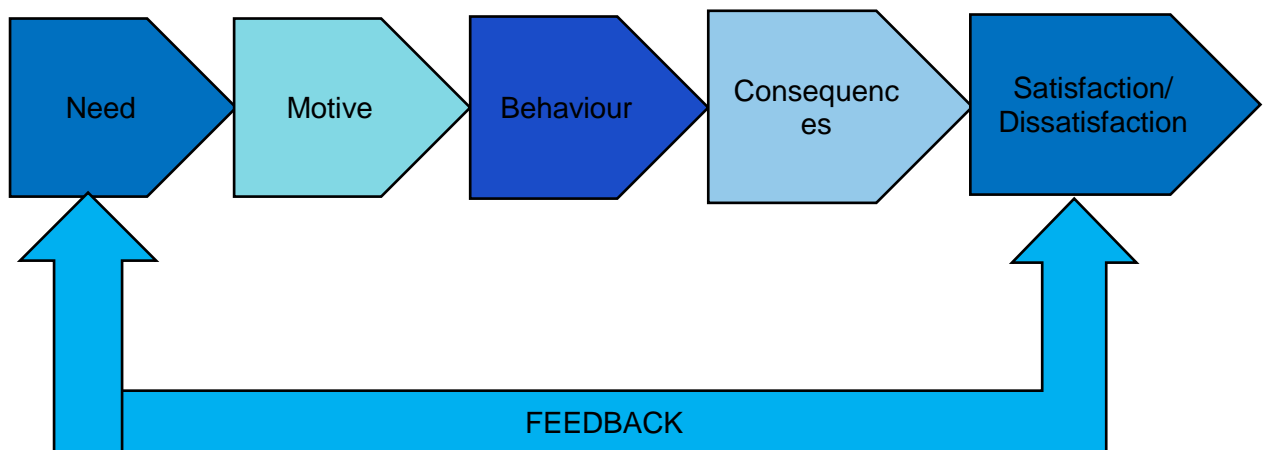 Need
Motive
Behaviour
Consequenc
es
Satisfaction/
Dissatisfaction
FEEDBACK